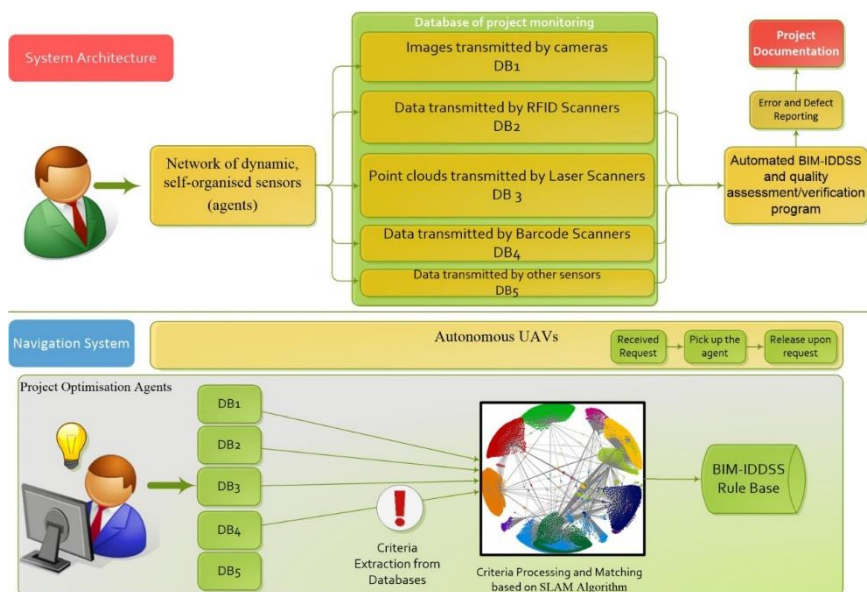 System Architecture
Network of dynamic,
self-organised sensors
(agents)
Database of project monitoring
Images transmitted by cameras
DB1
Data transmitted by RFID Scanners
DB2
Point clouds transmitted by Laser Scanners
DB 3
Data transmitted by Barcode Scanners
DB4
Data transmitted by other sensors
DB5
Project
Documentation
Error and Defect
Reporting
Automated BIM-IDDSS
and quality
assessment/verification
program
Navigation System
Autonomous UAVs
Received
Request
Pick up the
agent
Release upon
request
Project Optimisation Agents
DB1
DB2
DB3
DB4
DB5
!
Criteria
Extraction from
Databases
Criteria Processing and Matching
based on SLAM Algorithm
BIM-IDDSS
Rule Base